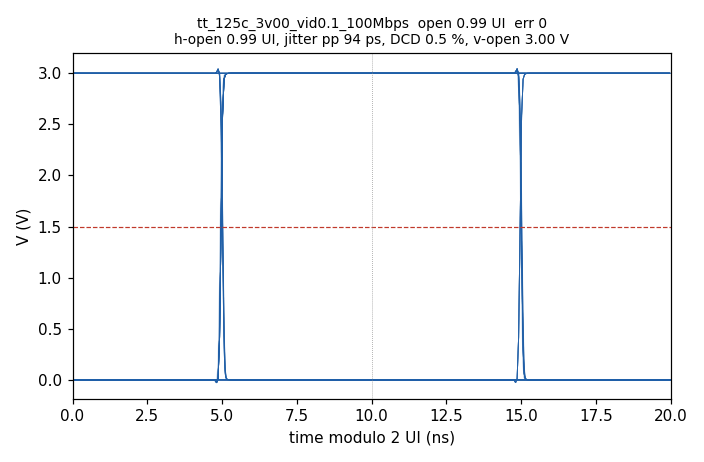 tt_125c_3v00_vid0.1_100Mbps  open 0.99 UI  err 0
h-open 0.99 UI, jitter pp 94 ps, DCD 0.5 %, v-open 3.00 V
V (V)
3.0
2.5
2.0
1.5
1.0
0.5
0.0
0.0 2.5 5.0 7.5 10.0 12.5 15.0 17.5 20.0
time modulo 2 UI (ns)